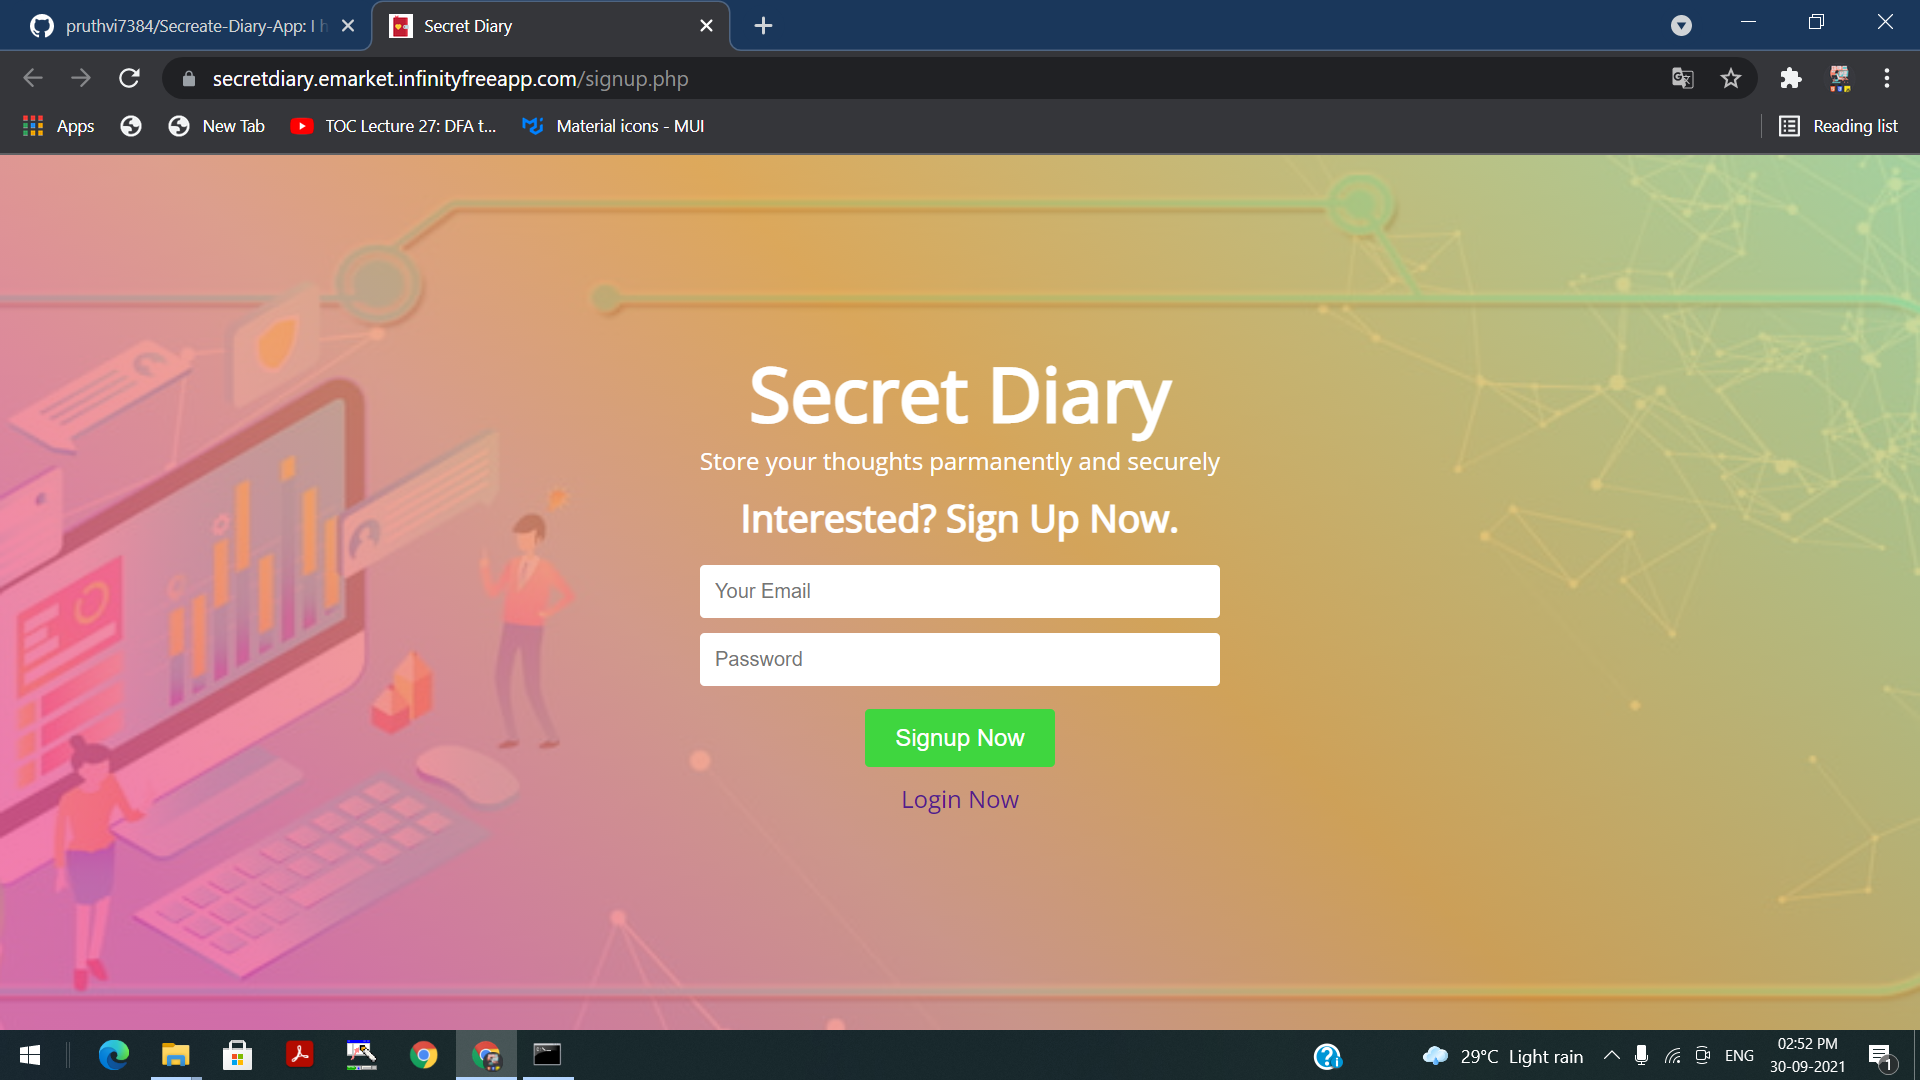 pruthvi7384/Secreate-Diary-App: I h
Secret Diary
secretdiary.emarket.infinityfreeapp.com/signup.php
Apps
New Tab
TOC Lecture 27: DFA t...
Material icons - MUI
Reading list
Secret Diary
Store your thoughts parmanently and securely
Interested? Sign Up Now.
Your Email
Password
Signup Now
Login Now
29°C Light rain
ENG
02:52 PM
30-09-2021
1